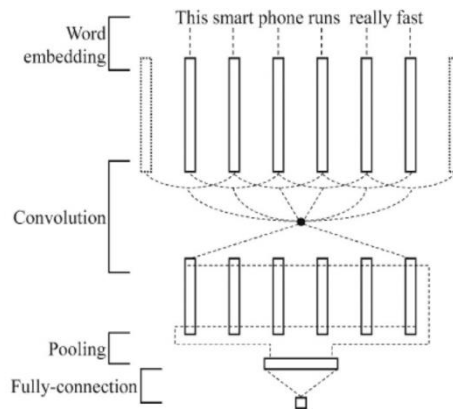 This smart phone runs really fast
Word
embedding
Convolution
Pooling
Fully-connection